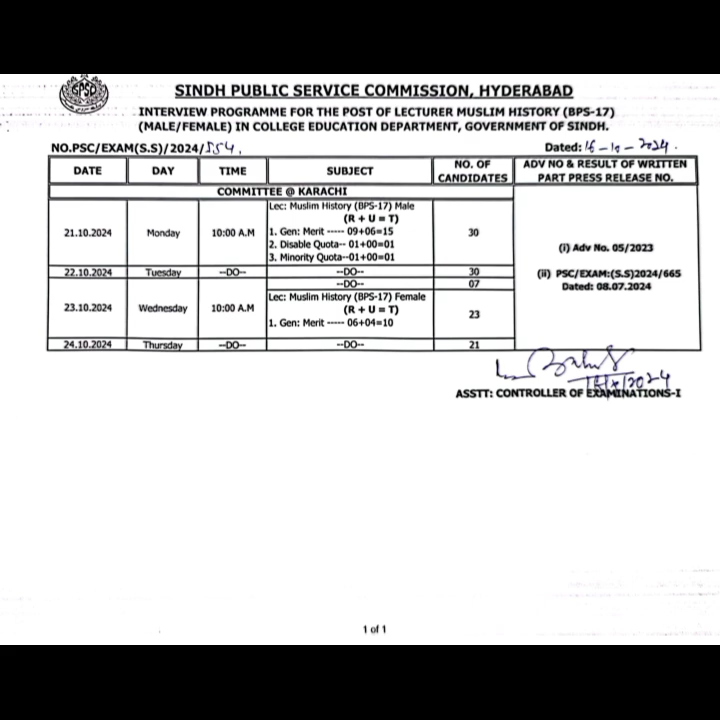 SPSC
SINDH PUBLIC SERVICE COMMISSION, HYDERABAD
INTERVIEW PROGRAMME FOR THE POST OF LECTURER MUSLIM HISTORY (BPS-17)
(MALE/FEMALE) IN COLLEGE EDUCATION DEPARTMENT, GOVERNMENT OF SINDH.
NO.PSC/EXAM(S.S)/2024/554. Dated: 16-10-2024.
DATE DAY TIME SUBJECT NO. OF CANDIDATES ADV NO & RESULT OF WRITTEN PART PRESS RELEASE NO.
COMMITTEE @ KARACHI
21.10.2024 Monday 10:00 A.M
Lec: Muslim History (BPS-17) Male
(R + U = T)
1. Gen: Merit ----- 09+06=15
2. Disable Quota-- 01+00=01
3. Minority Quota--01+00=01
30
22.10.2024 Tuesday --DO-- --DO-- 30
23.10.2024 Wednesday 10:00 A.M
--DO-- 07
Lec: Muslim History (BPS-17) Female
(R + U = T)
1. Gen: Merit ----- 06+04=10
23
24.10.2024 Thursday --DO-- --DO-- 21
(i) Adv No. 05/2023
(ii) PSC/EXAM:(S.S)2024/665
Dated: 08.07.2024
ASSTT: CONTROLLER OF EXAMINATIONS-I
1 of 1